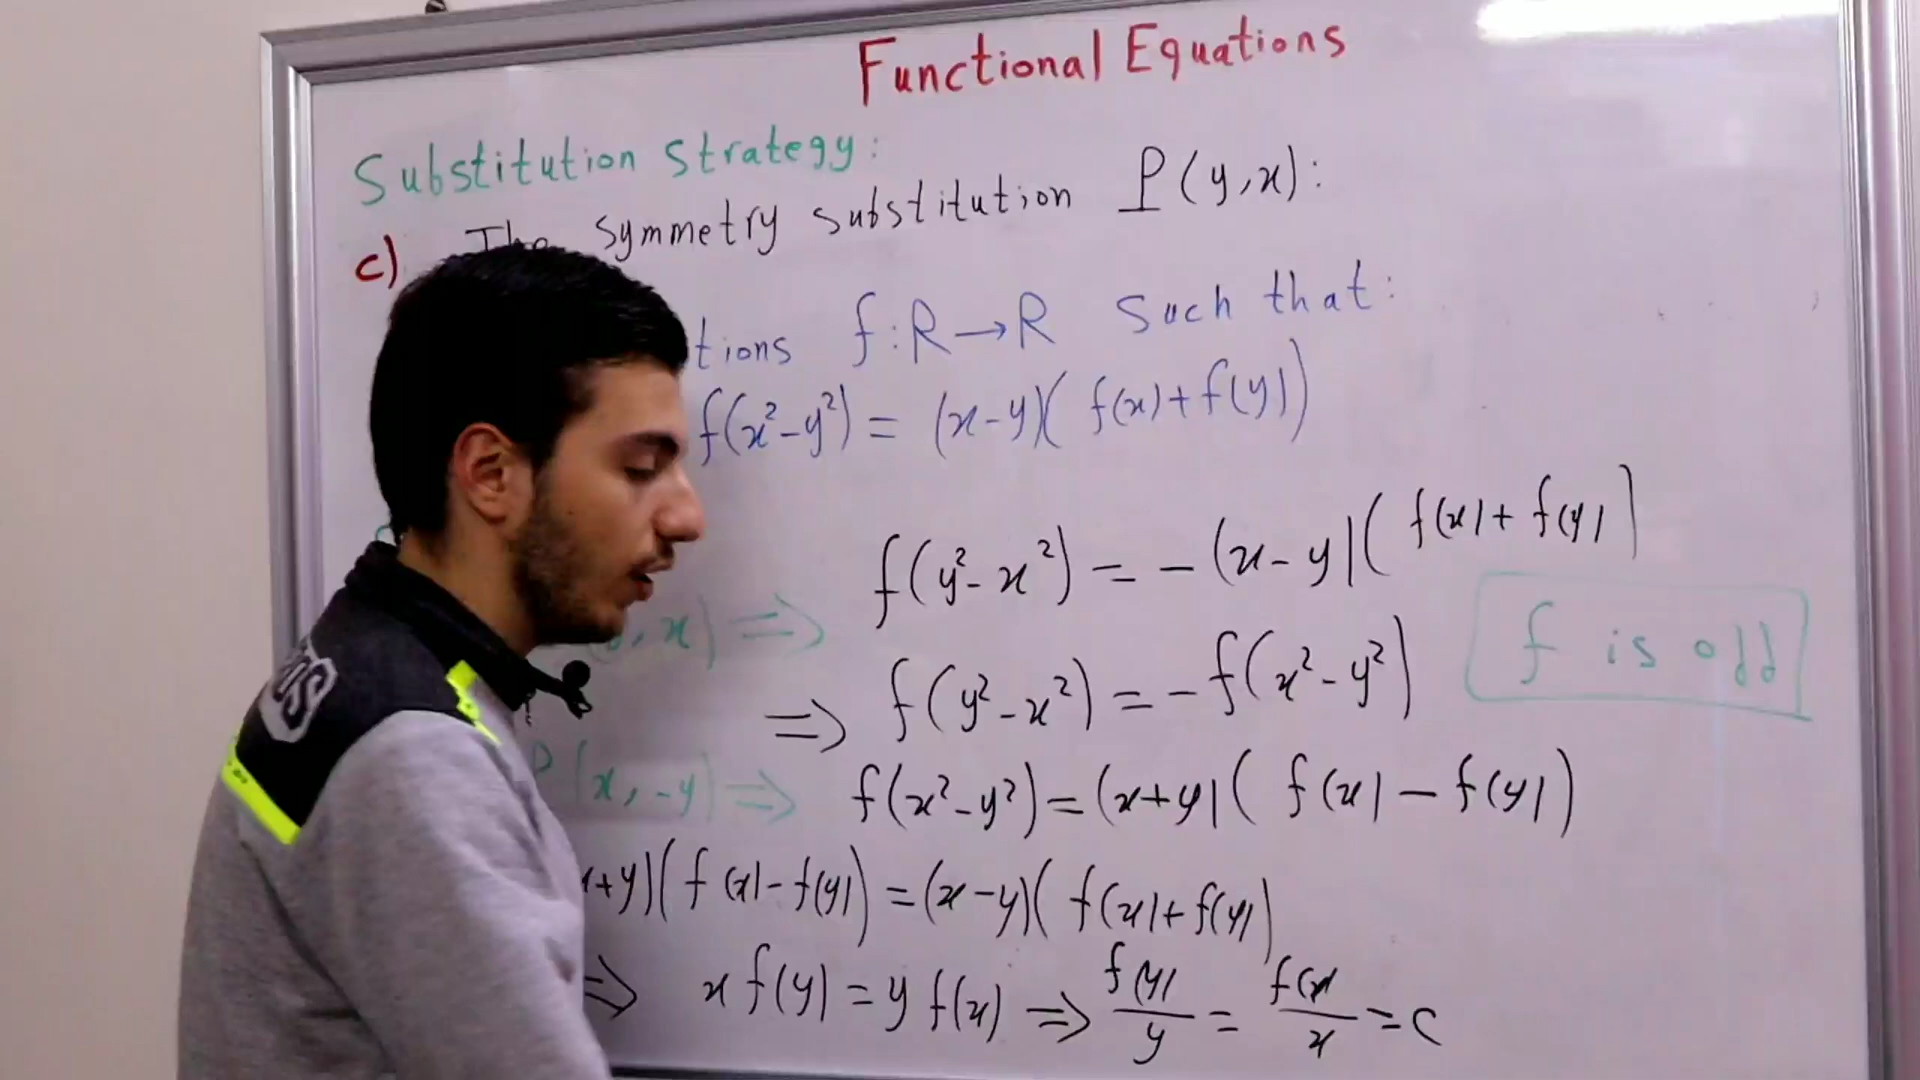 Functional Equations
Substitution Strategy:
c) The symmetry substitution P(y,x):
tions f:R→R Such that:
f(x²-y²) = (x-y)( f(x)+f(y))
f(y²-x²) = -(x-y)( f(x)+ f(y)
, x) ⇒
f is odd
⇒ f(y²-x²) = -f(x²-y²)
P(x,-y) ⇒ f(x²-y²)=(x+y)( f(x) - f(y))
+y)(f(x)-f(y)) =(x-y)( f(x)+f(y)
⇒ x f(y) = y f(x) ⇒ f(y)/y = f(x/x = c